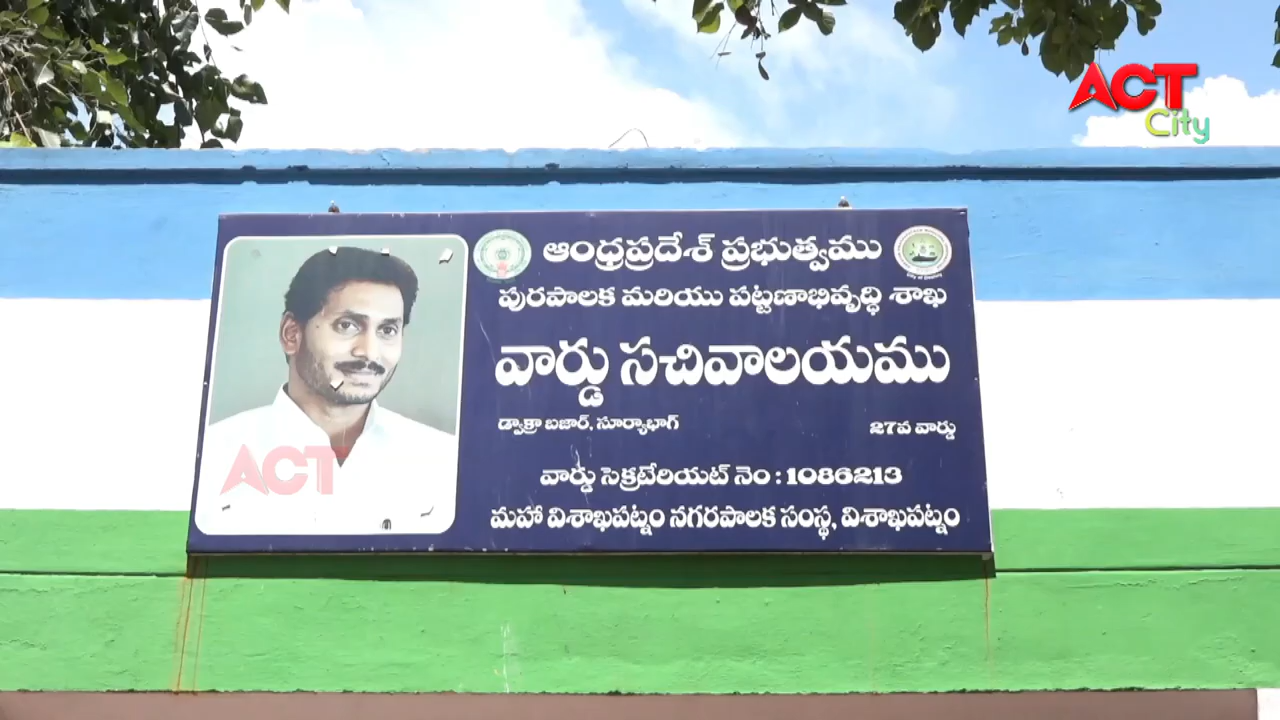 ACT
City
ఆంధ్రప్రదేశ్ ప్రభుత్వము
పురపాలక మరియు పట్టణాభివృద్ధి శాఖ
వార్డు సచివాలయము
డ్వాక్రా బజార్, సూర్యాభాగ్ 27వ వార్డు
వార్డు సెక్రటేరియట్ నెం : 1086213
మహా విశాఖపట్నం నగరపాలక సంస్థ, విశాఖపట్నం
ACT